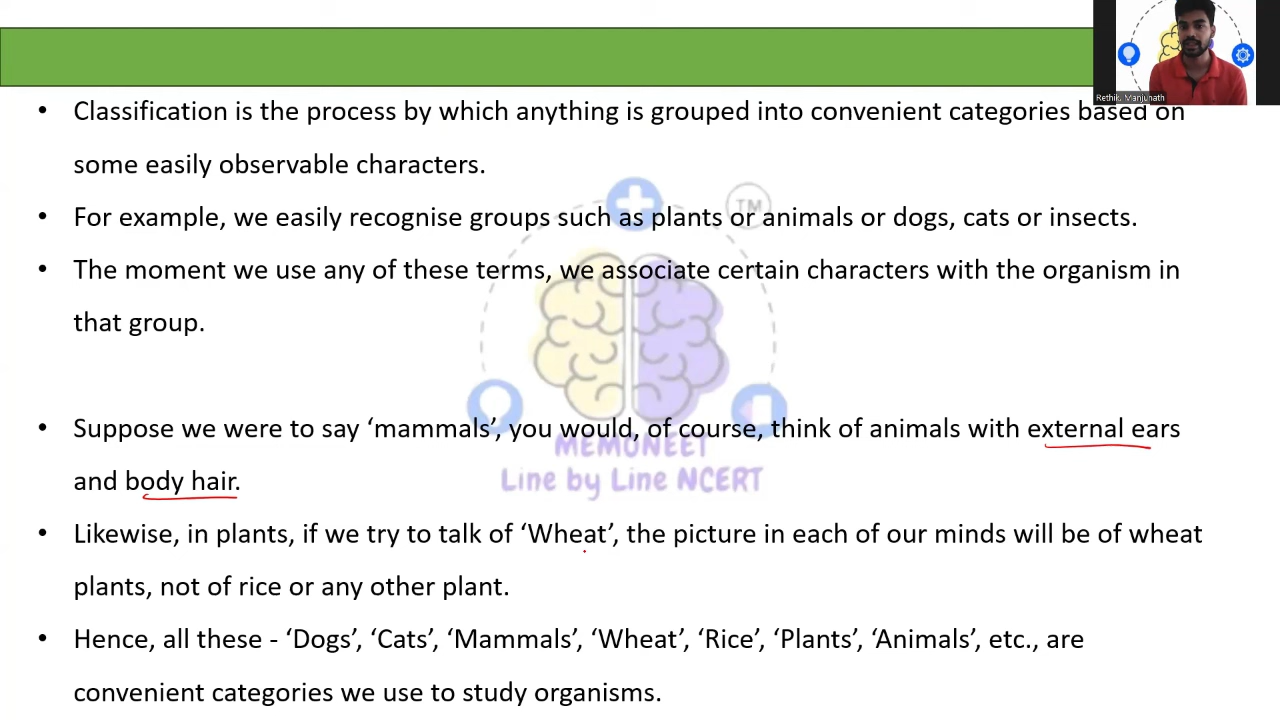 Rethik. Manjunath
• Classification is the process by which anything is grouped into convenient categories based on
some easily observable characters.
TM
• For example, we easily recognise groups such as plants or animals or dogs, cats or insects.
• The moment we use any of these terms, we associate certain characters with the organism in
that group.
• Suppose we were to say ‘mammals’, you would, of course, think of animals with external ears
MEMONEET
and body hair.
Line by Line NCERT
• Likewise, in plants, if we try to talk of ‘Wheat’, the picture in each of our minds will be of wheat
plants, not of rice or any other plant.
• Hence, all these - ‘Dogs’, ‘Cats’, ‘Mammals’, ‘Wheat’, ‘Rice’, ‘Plants’, ‘Animals’, etc., are
convenient categories we use to study organisms.